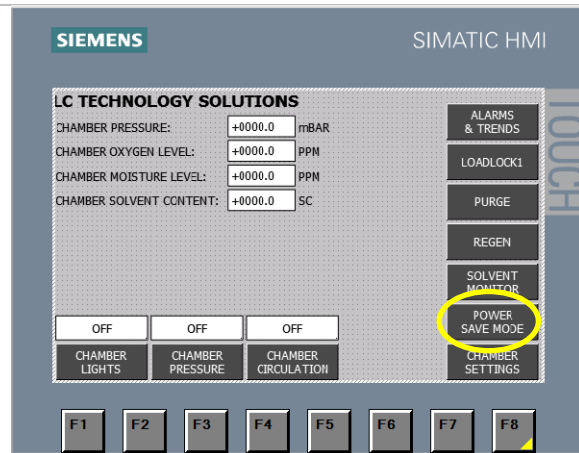 SIEMENS
SIMATIC HMI
TOUCH
LC TECHNOLOGY SOLUTIONS
CHAMBER PRESSURE: +0000.0 mBAR
CHAMBER OXYGEN LEVEL: +0000.0 PPM
CHAMBER MOISTURE LEVEL: +0000.0 PPM
CHAMBER SOLVENT CONTENT: +0000.0 SC
ALARMS
& TRENDS
LOADLOCK1
PURGE
REGEN
SOLVENT
MONITOR
POWER
SAVE MODE
CHAMBER
SETTINGS
OFF OFF OFF
CHAMBER
LIGHTS
CHAMBER
PRESSURE
CHAMBER
CIRCULATION
F1 F2 F3 F4 F5 F6 F7 F8